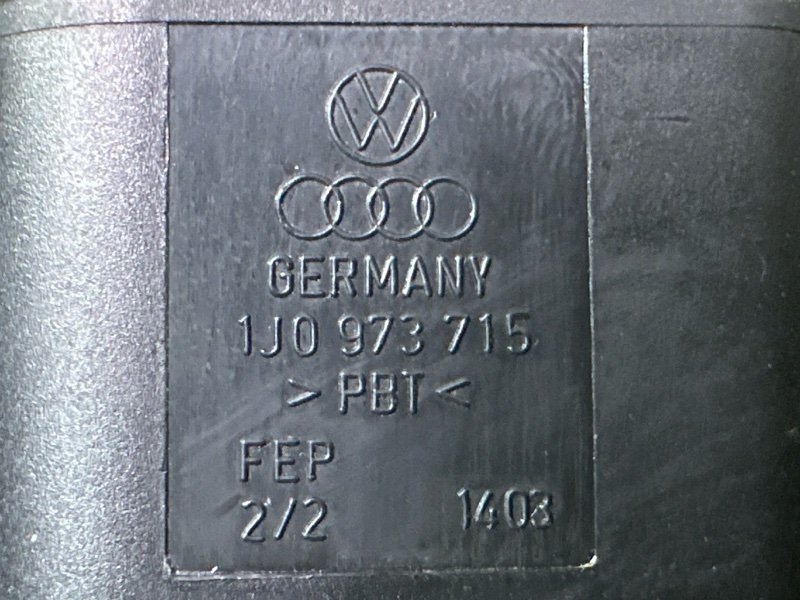 GERMANY
1J0 973 715
> PBT <
FEP
2/2 1403